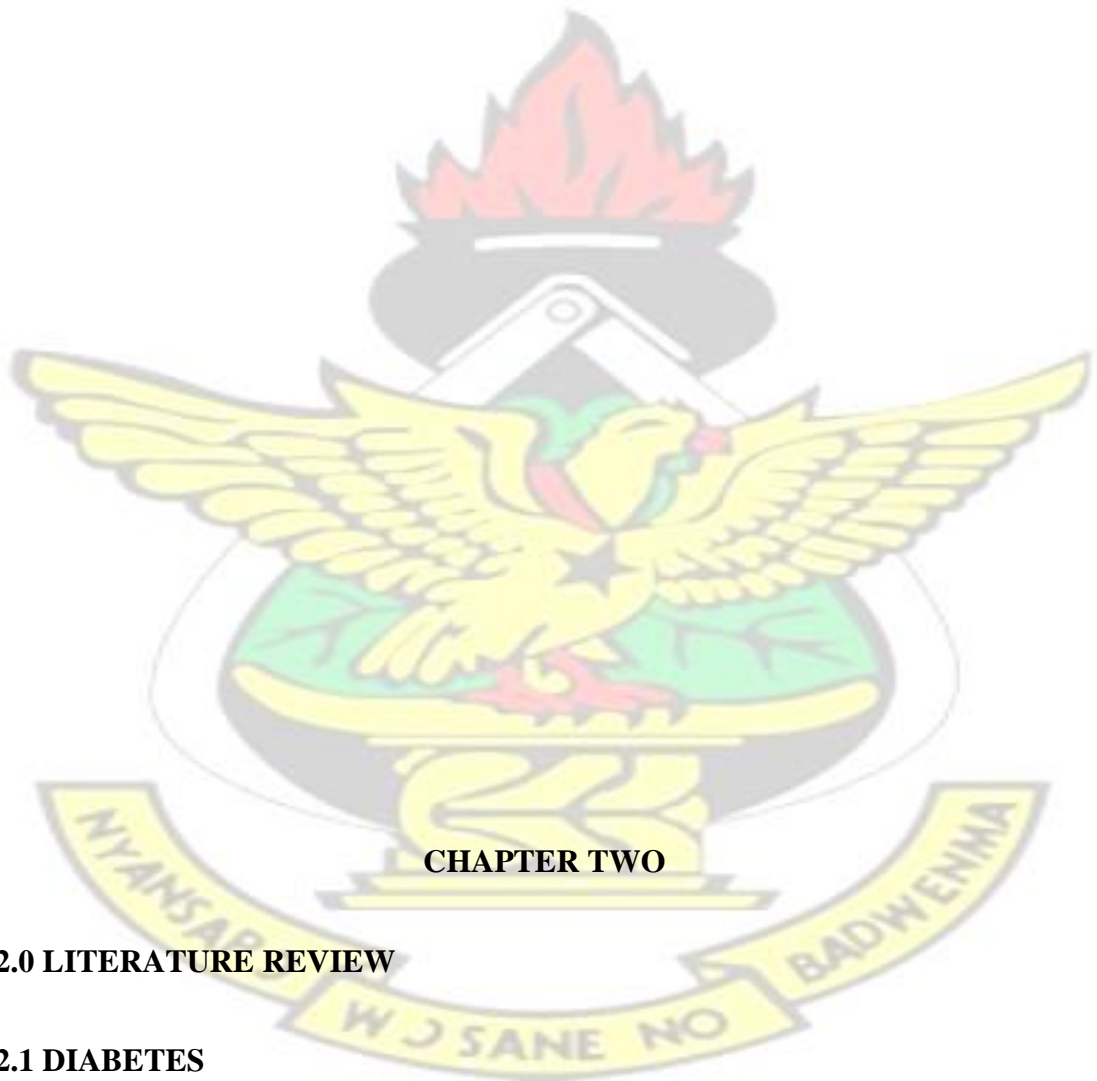 CHAPTER TWO
2.0 LITERATURE REVIEW
2.1 DIABETES
NYANSAPO
W Ɔ SANE NO
BADWENMA